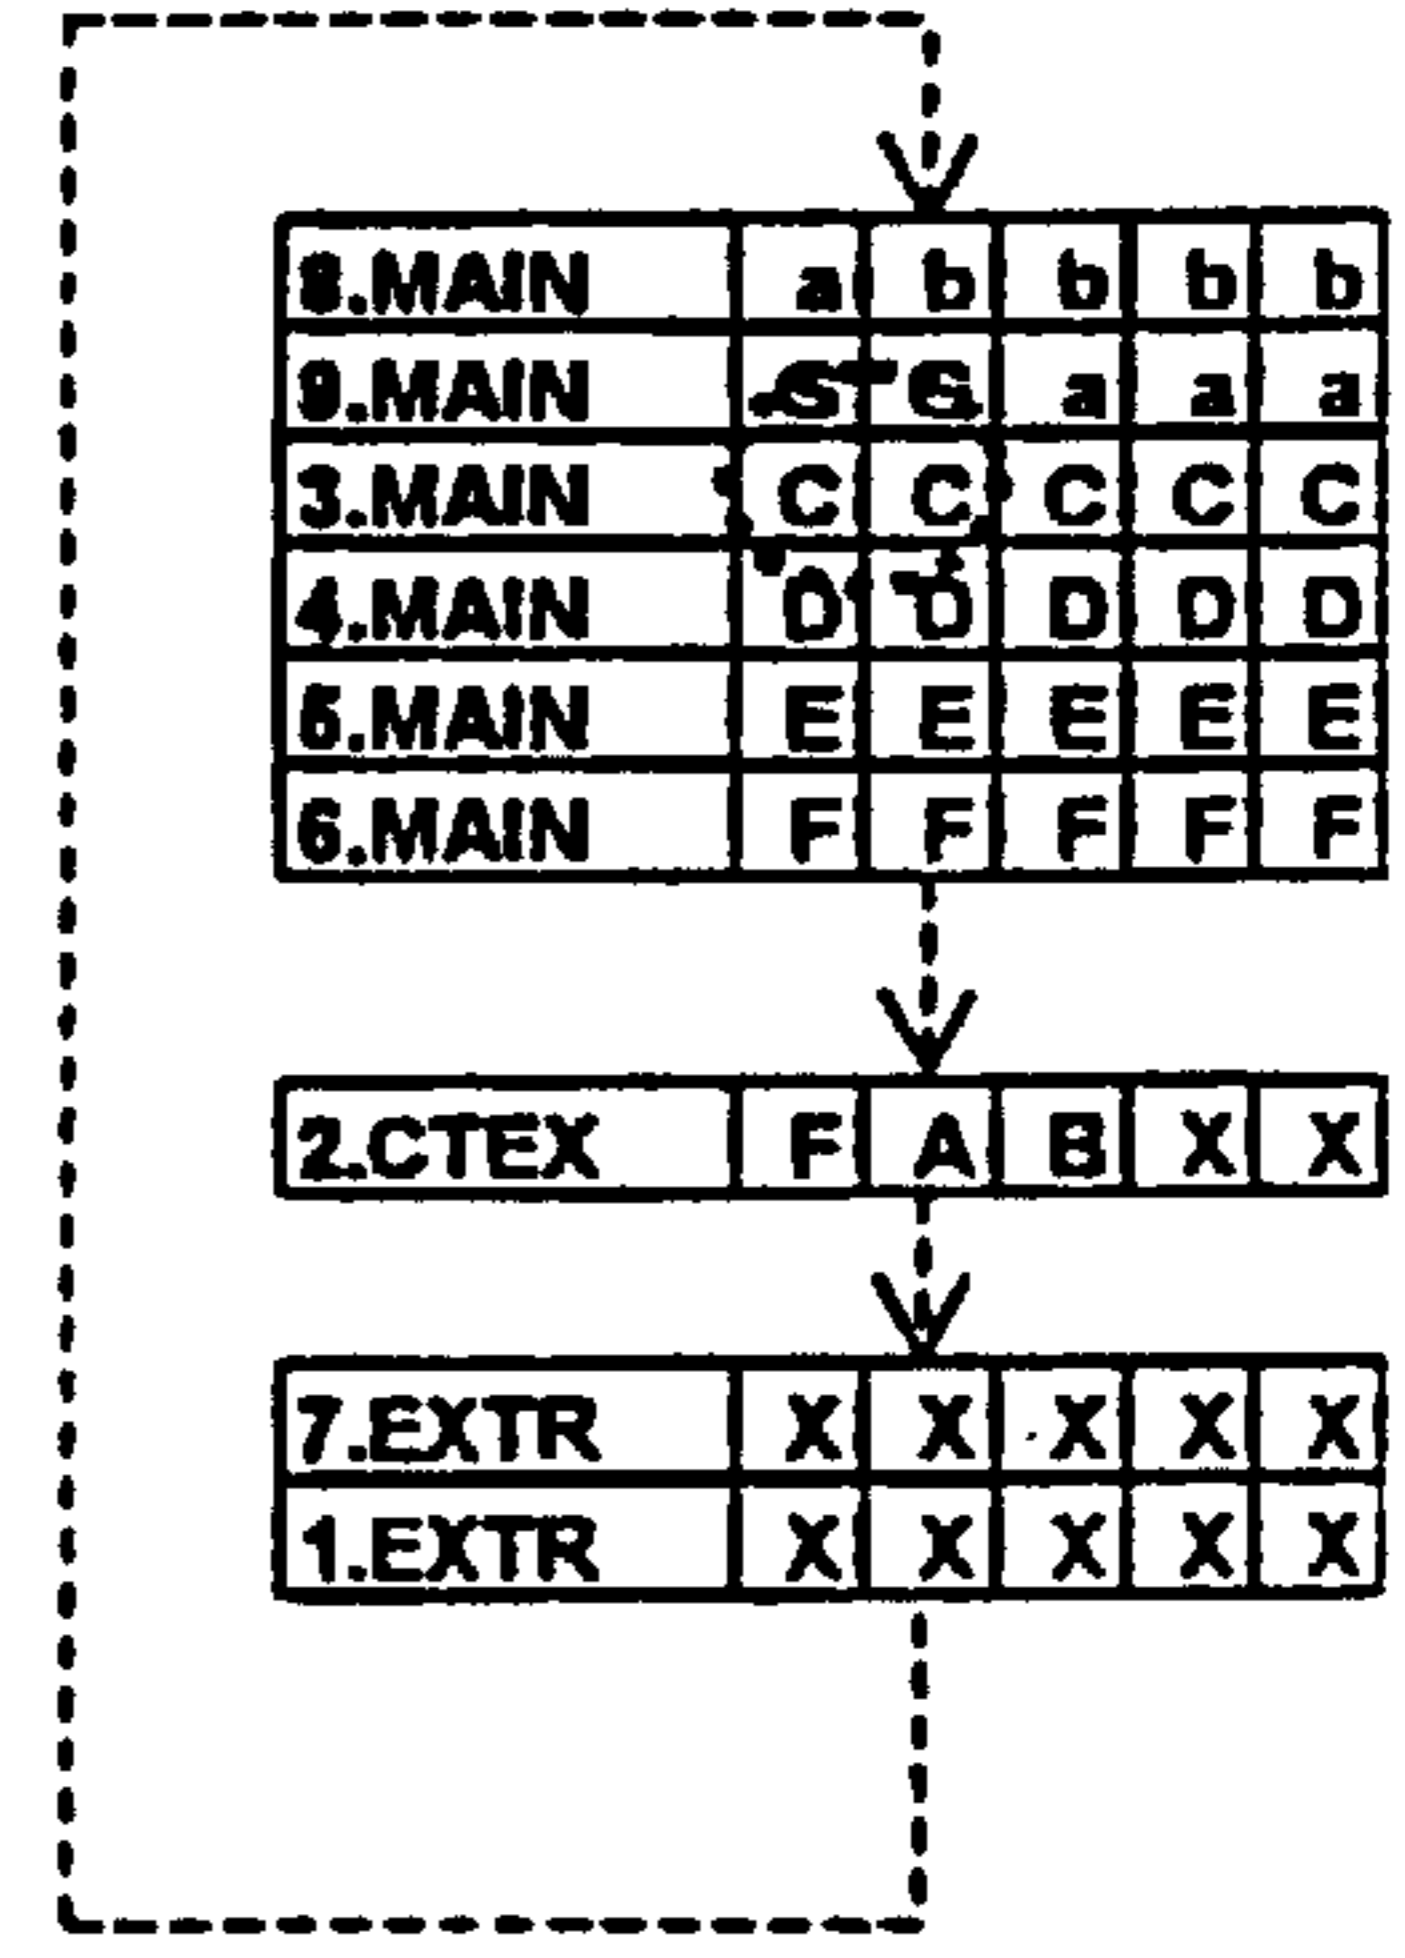 8.MAIN a b b b b
9.MAIN G G a a a
3.MAIN C C C C C
4.MAIN D D D D D
5.MAIN E E E E E
6.MAIN F F F F F
2.CTEX F A B X X
7.EXTR X X X X X
1.EXTR X X X X X